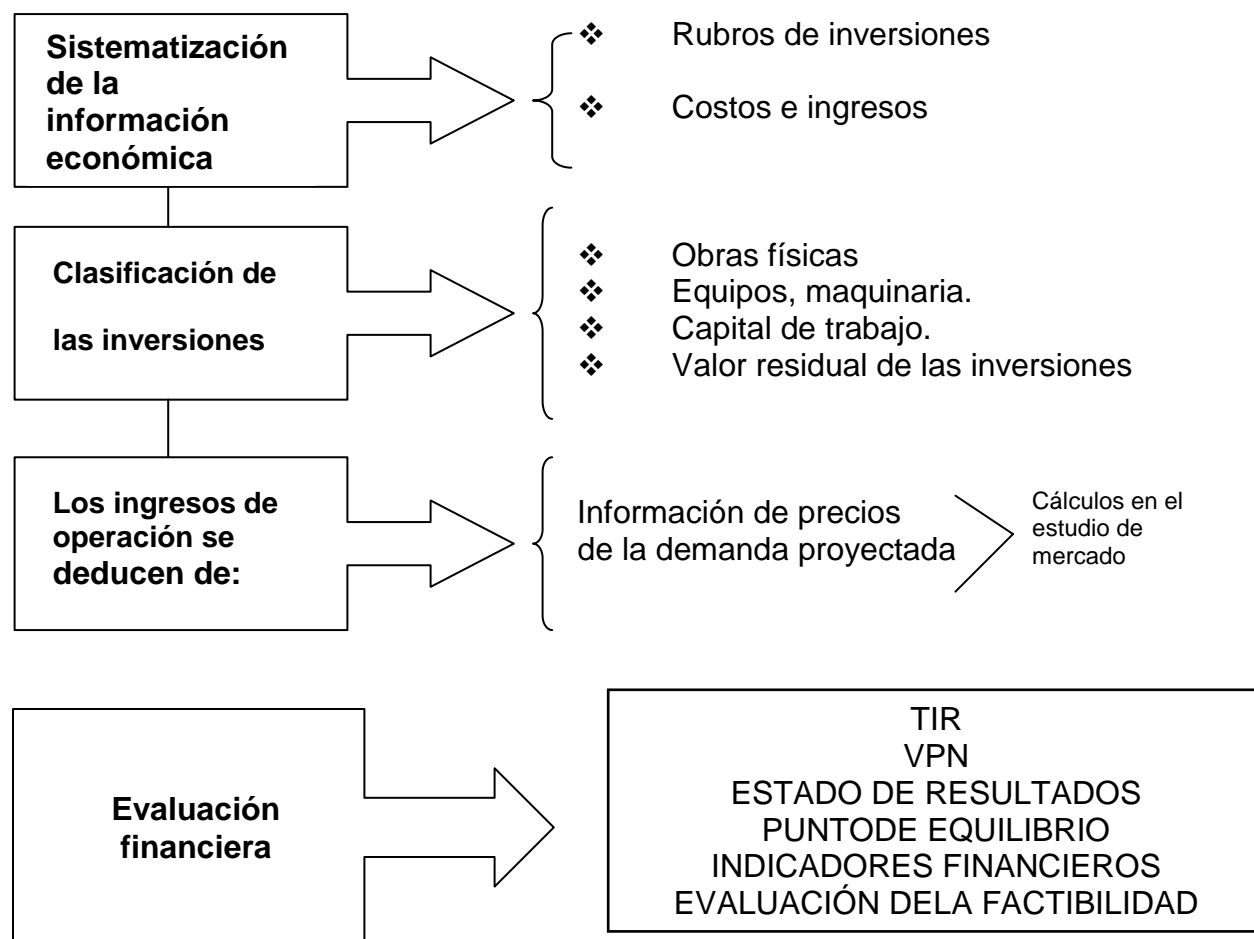 Sistematización
de la
información
económica
❖ Rubros de inversiones
❖ Costos e ingresos
Clasificación de
las inversiones
❖ Obras físicas
❖ Equipos, maquinaria.
❖ Capital de trabajo.
❖ Valor residual de las inversiones
Los ingresos de
operación se
deducen de:
Información de precios
de la demanda proyectada
Cálculos en el
estudio de
mercado
Evaluación
financiera
TIR
VPN
ESTADO DE RESULTADOS
PUNTODE EQUILIBRIO
INDICADORES FINANCIEROS
EVALUACIÓN DELA FACTIBILIDAD